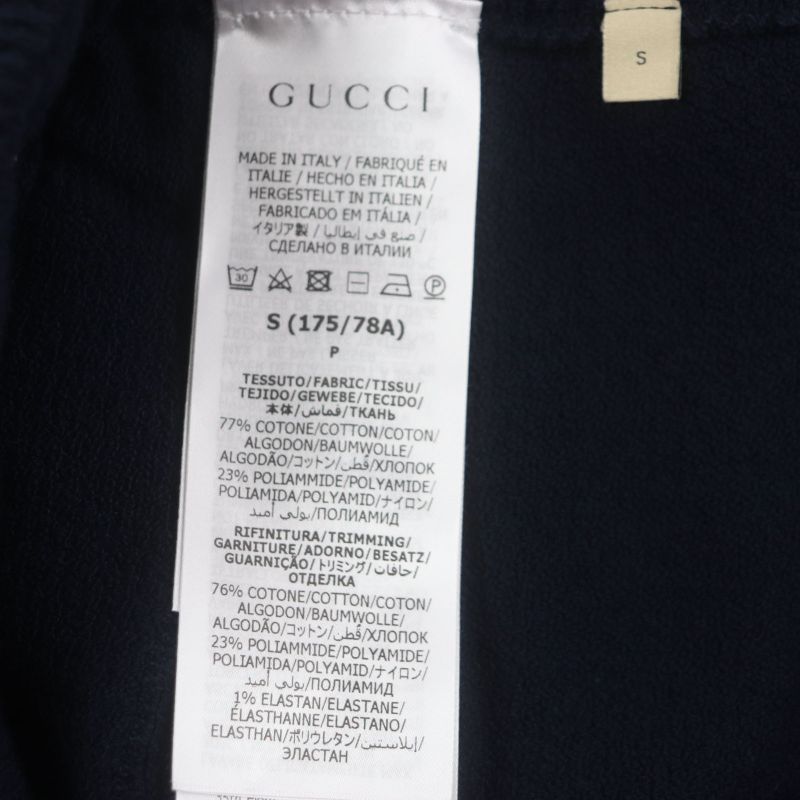 GUCCI
S
MADE IN ITALY / FABRIQUÉ EN
ITALIE / HECHO EN ITALIA /
HERGESTELLT IN ITALIEN /
FABRICADO EM ITÁLIA /
イタリア製 / صنع في إيطاليا /
СДЕЛАНО В ИТАЛИИ
30 P
S (175/78A)
P
TESSUTO/FABRIC/TISSU/
TEJIDO/GEWEBE/TECIDO/
本体/قماش/ТКАНЬ
77% COTONE/COTTON/COTON/
ALGODON/BAUMWOLLE/
ALGODÃO/コットン/قُطن/ХЛОПОК
23% POLIAMMIDE/POLYAMIDE/
POLIAMIDA/POLYAMID/ナイロン/
بولي أميد/ПОЛИАМИД
RIFINITURA/TRIMMING/
GARNITURE/ADORNO/BESATZ/
GUARNIÇÃO/トリミング/حافات/
ОТДЕЛКА
76% COTONE/COTTON/COTON/
ALGODON/BAUMWOLLE/
ALGODÃO/コットン/قُطن/ХЛОПОК
23% POLIAMMIDE/POLYAMIDE/
POLIAMIDA/POLYAMID/ナイロン/
بولي أميد/ПОЛИАМИД
1% ELASTAN/ELASTANE/
ÉLASTHANNE/ELASTANO/
ELASTHAN/ポリウレタン/إيلاستين/
ЭЛАСТАН